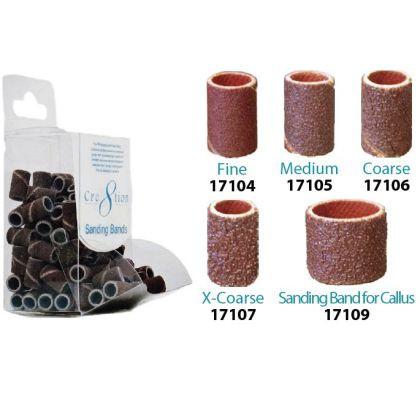 Cre8tion
Sanding Bands
Fine
17104
Medium
17105
Coarse
17106
X-Coarse
17107
Sanding Band for Callus
17109